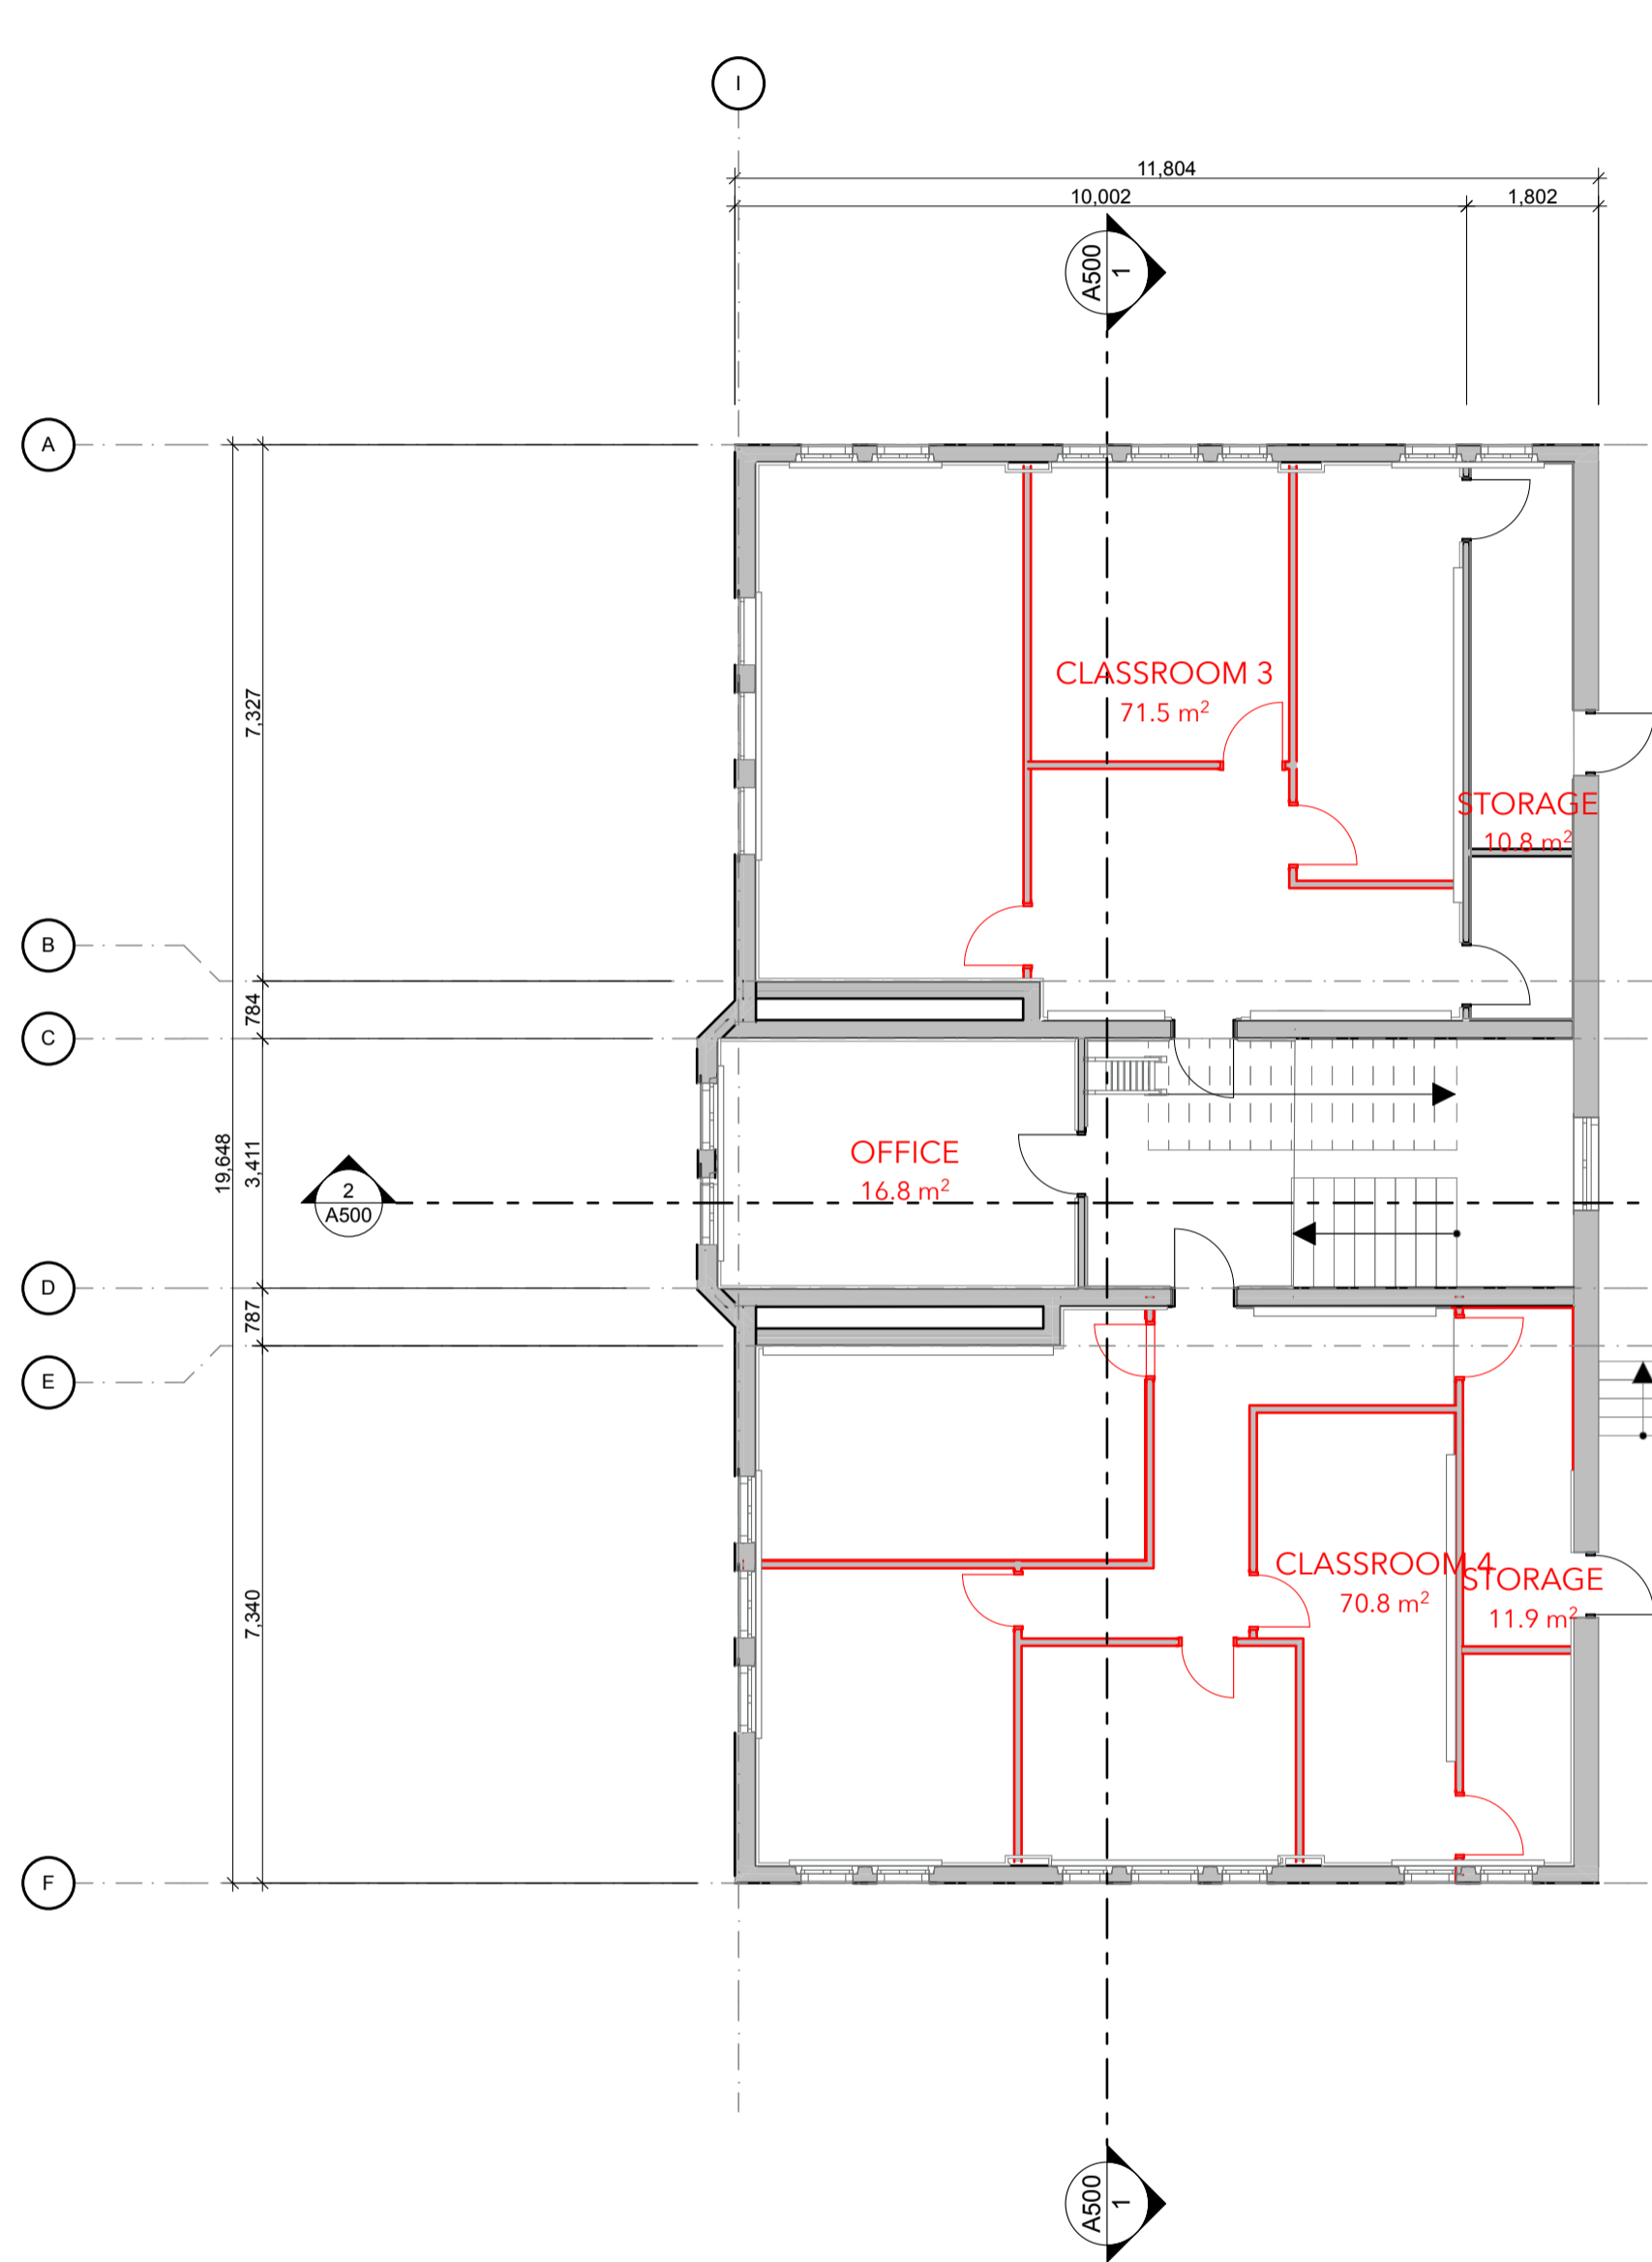 I
11,804
10,002
1,802
A500
1
A
CLASSROOM 3
71.5 m²
7,327
STORAGE
10.8 m²
B
784
C
19,648
3,411
OFFICE
16.8 m²
2
A500
D
787
E
CLASSROOM 4
70.8 m²
STORAGE
11.9 m²
7,340
F
A500
1